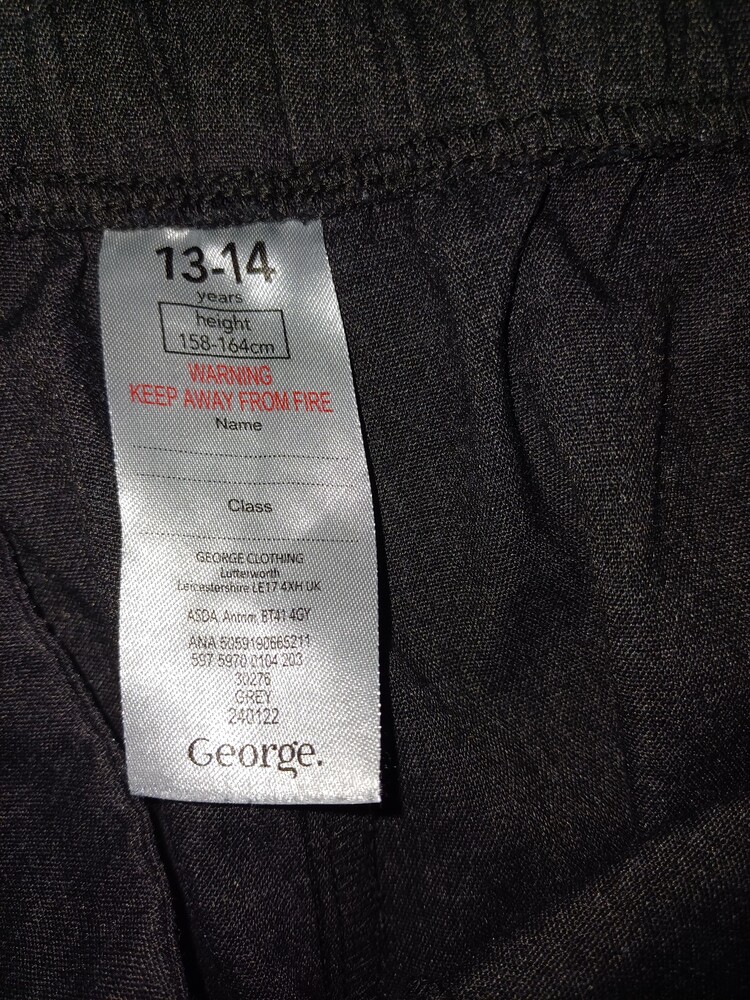 13-14
years
height
158-164cm
WARNING
KEEP AWAY FROM FIRE
Name
Class
GEORGE CLOTHING
Lutterworth
Leicestershire LE17 4XH UK
ASDA, Antrim, BT41 4GY
ANA 5059190665211
597 5970 0104 203
30276
GREY
240122
George.